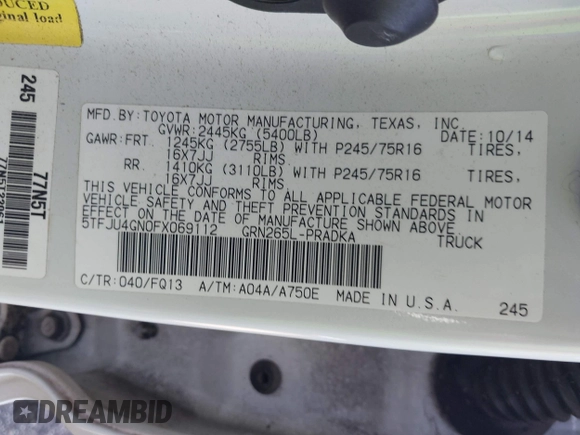 UCED
ginal load
245
77N5T
MFD.BY:TOYOTA MOTOR MANUFACTURING, TEXAS, INC.
GVWR:2445KG (5400LB) DATE:10/14
GAWR:FRT. 1245KG (2755LB) WITH P245/75R16 TIRES,
16X7JJ RIMS.
RR. 1410KG (3110LB) WITH P245/75R16 TIRES,
16X7JJ RIMS.
THIS VEHICLE CONFORMS TO ALL APPLICABLE FEDERAL MOTOR
VEHICLE SAFETY AND THEFT PREVENTION STANDARDS IN
EFFECT ON THE DATE OF MANUFACTURE SHOWN ABOVE.
5TFJU4GN0FX069112 GRN265L-PRADKA TRUCK
C/TR:040/FQ13 A/TM:A04A/A750E MADE IN U.S.A. 245
DREAMBID